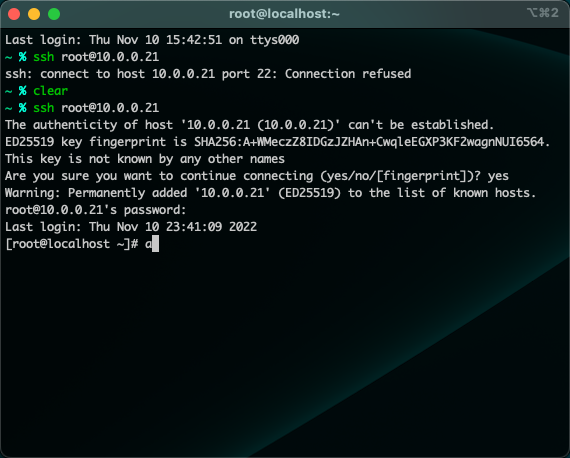 root@localhost:~
⌥⌘2
Last login: Thu Nov 10 15:42:51 on ttys000
~ % ssh root@10.0.0.21
ssh: connect to host 10.0.0.21 port 22: Connection refused
~ % clear
~ % ssh root@10.0.0.21
The authenticity of host '10.0.0.21 (10.0.0.21)' can't be established.
ED25519 key fingerprint is SHA256:A+WMeczZ8IDGzJZHAn+CwqleEGXP3KF2wagnNUI6564.
This key is not known by any other names
Are you sure you want to continue connecting (yes/no/[fingerprint])? yes
Warning: Permanently added '10.0.0.21' (ED25519) to the list of known hosts.
root@10.0.0.21's password:
Last login: Thu Nov 10 23:41:09 2022
[root@localhost ~]# a